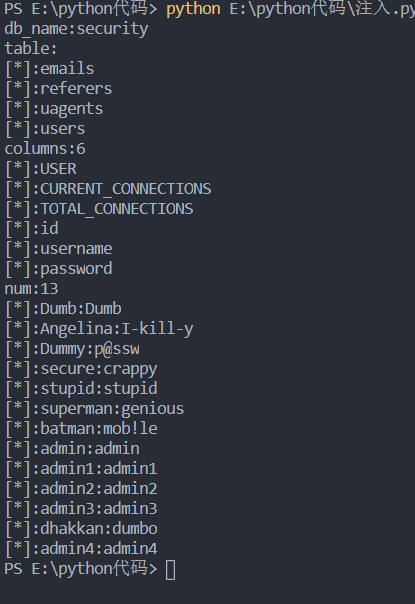 PS E:\python代码> python E:\python代码\注入.py
db_name:security
table:
[*]:emails
[*]:referers
[*]:uagents
[*]:users
columns:6
[*]:USER
[*]:CURRENT_CONNECTIONS
[*]:TOTAL_CONNECTIONS
[*]:id
[*]:username
[*]:password
num:13
[*]:Dumb:Dumb
[*]:Angelina:I-kill-y
[*]:Dummy:p@ssw
[*]:secure:crappy
[*]:stupid:stupid
[*]:superman:genious
[*]:batman:mob!le
[*]:admin:admin
[*]:admin1:admin1
[*]:admin2:admin2
[*]:admin3:admin3
[*]:dhakkan:dumbo
[*]:admin4:admin4
PS E:\python代码>